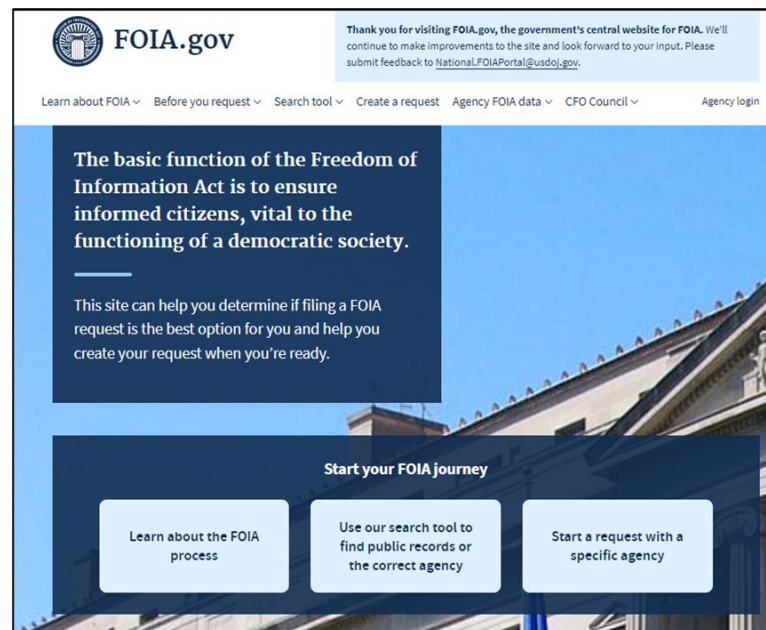 FOIA.gov
Thank you for visiting FOIA.gov, the government's central website for FOIA. We'll
continue to make improvements to the site and look forward to your input. Please
submit feedback to National.FOIAPortal@usdoj.gov.
Learn about FOIA Before you request Search tool Create a request Agency FOIA data CFO Council Agency login
The basic function of the Freedom of
Information Act is to ensure
informed citizens, vital to the
functioning of a democratic society.
This site can help you determine if filing a FOIA
request is the best option for you and help you
create your request when you're ready.
Start your FOIA journey
Learn about the FOIA
process
Use our search tool to
find public records or
the correct agency
Start a request with a
specific agency